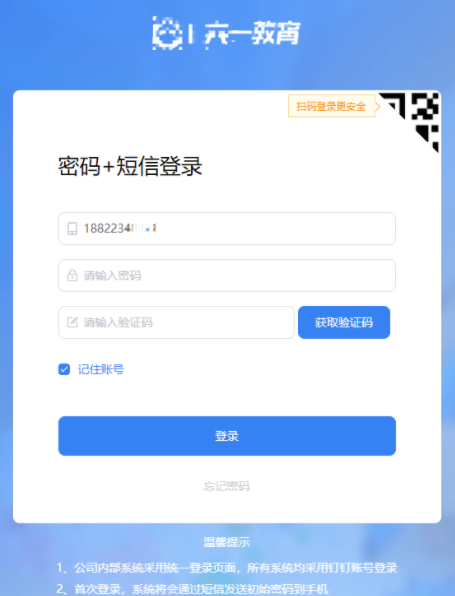 六一教育
扫码登录更安全
密码+短信登录
1882234
请输入密码
请输入验证码
获取验证码
记住账号
登录
忘记密码
温馨提示
1、公司内部系统采用统一登录页面，所有系统均采用钉钉账号登录
2、首次登录，系统将会通过短信发送初始密码到手机